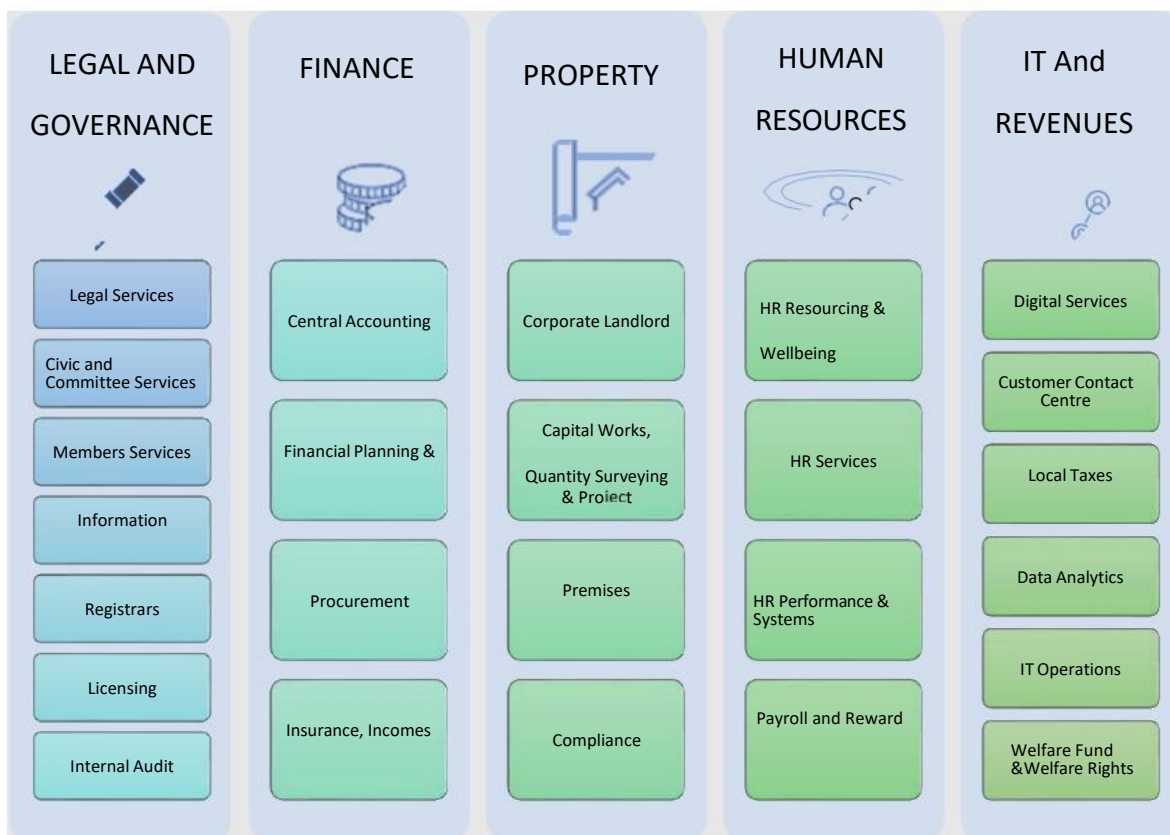 LEGAL AND
GOVERNANCE
Legal Services
Civic and
Committee Services
Members Services
Information
Registrars
Licensing
Internal Audit
FINANCE
Central Accounting
Financial Planning &
Procurement
Insurance, Incomes
PROPERTY
Corporate Landlord
Capital Works,
Quantity Surveying
& Project
Premises
Compliance
HUMAN
RESOURCES
HR Resourcing &
Wellbeing
HR Services
HR Performance &
Systems
Payroll and Reward
IT And
REVENUES
Digital Services
Customer Contact
Centre
Local Taxes
Data Analytics
IT Operations
Welfare Fund
&Welfare Rights